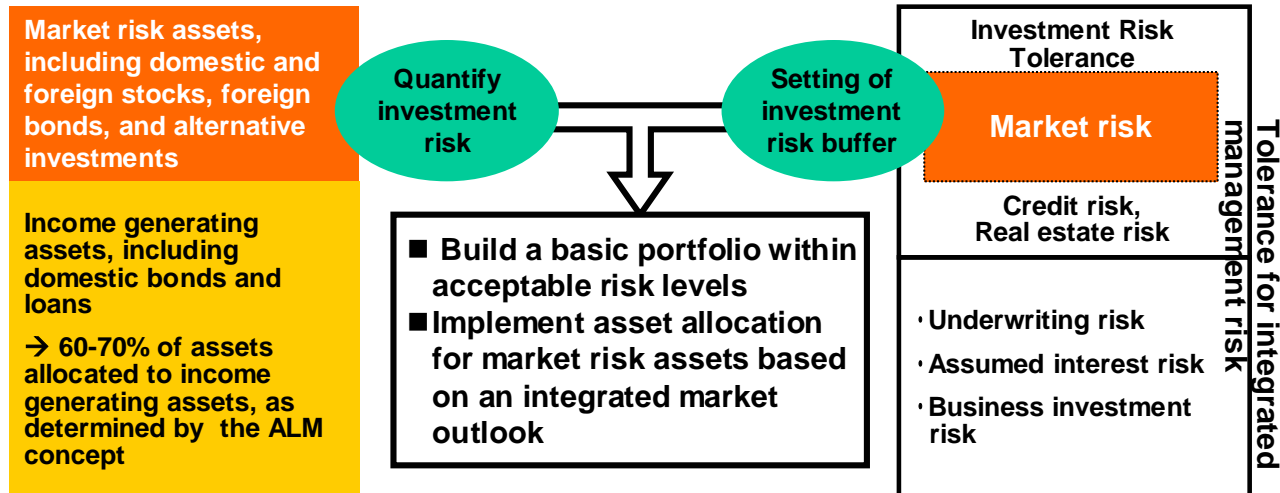 Market risk assets,
including domestic and
foreign stocks, foreign
bonds, and alternative
investments
Income generating
assets, including
domestic bonds and
loans
→ 60-70% of assets
allocated to income
generating assets, as
determined by the ALM
concept
Quantify
investment
risk
Setting of
investment
risk buffer
■ Build a basic portfolio within
acceptable risk levels
■ Implement asset allocation
for market risk assets based
on an integrated market
outlook
Investment Risk
Tolerance
Market risk
Credit risk,
Real estate risk
・Underwriting risk
・Assumed interest risk
・Business investment
risk
Tolerance for integrated
management risk